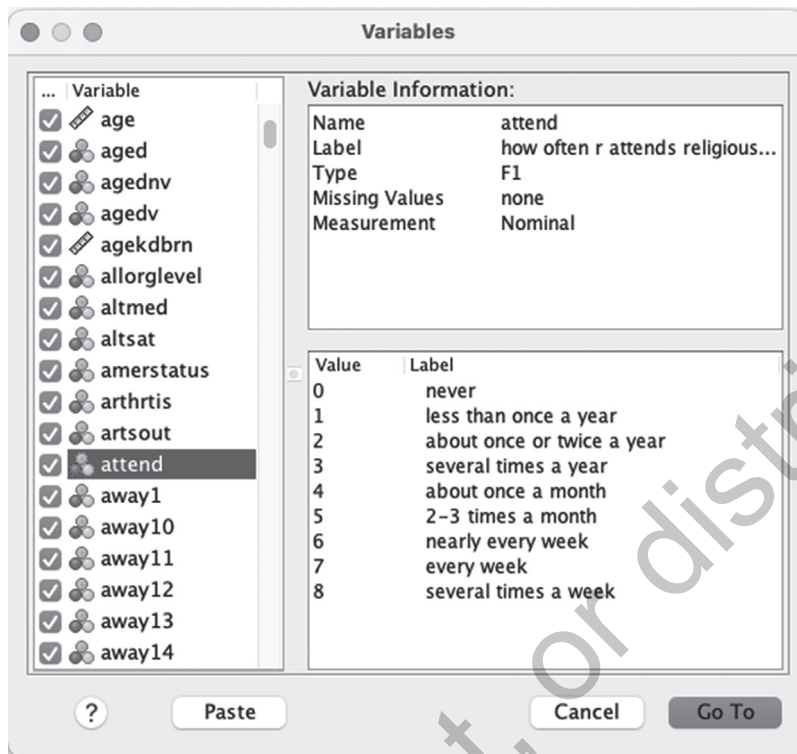 Variables
... Variable
age
aged
agednv
agedv
agekdbrn
allorglevel
altmed
altsat
amerstatus
arthrtis
artsout
attend
away1
away10
away11
away12
away13
away14
Variable Information:
Name attend
Label how often r attends religious...
Type F1
Missing Values none
Measurement Nominal
Value Label
0 never
1 less than once a year
2 about once or twice a year
3 several times a year
4 about once a month
5 2-3 times a month
6 nearly every week
7 every week
8 several times a week
? Paste Cancel Go To
t, or distri